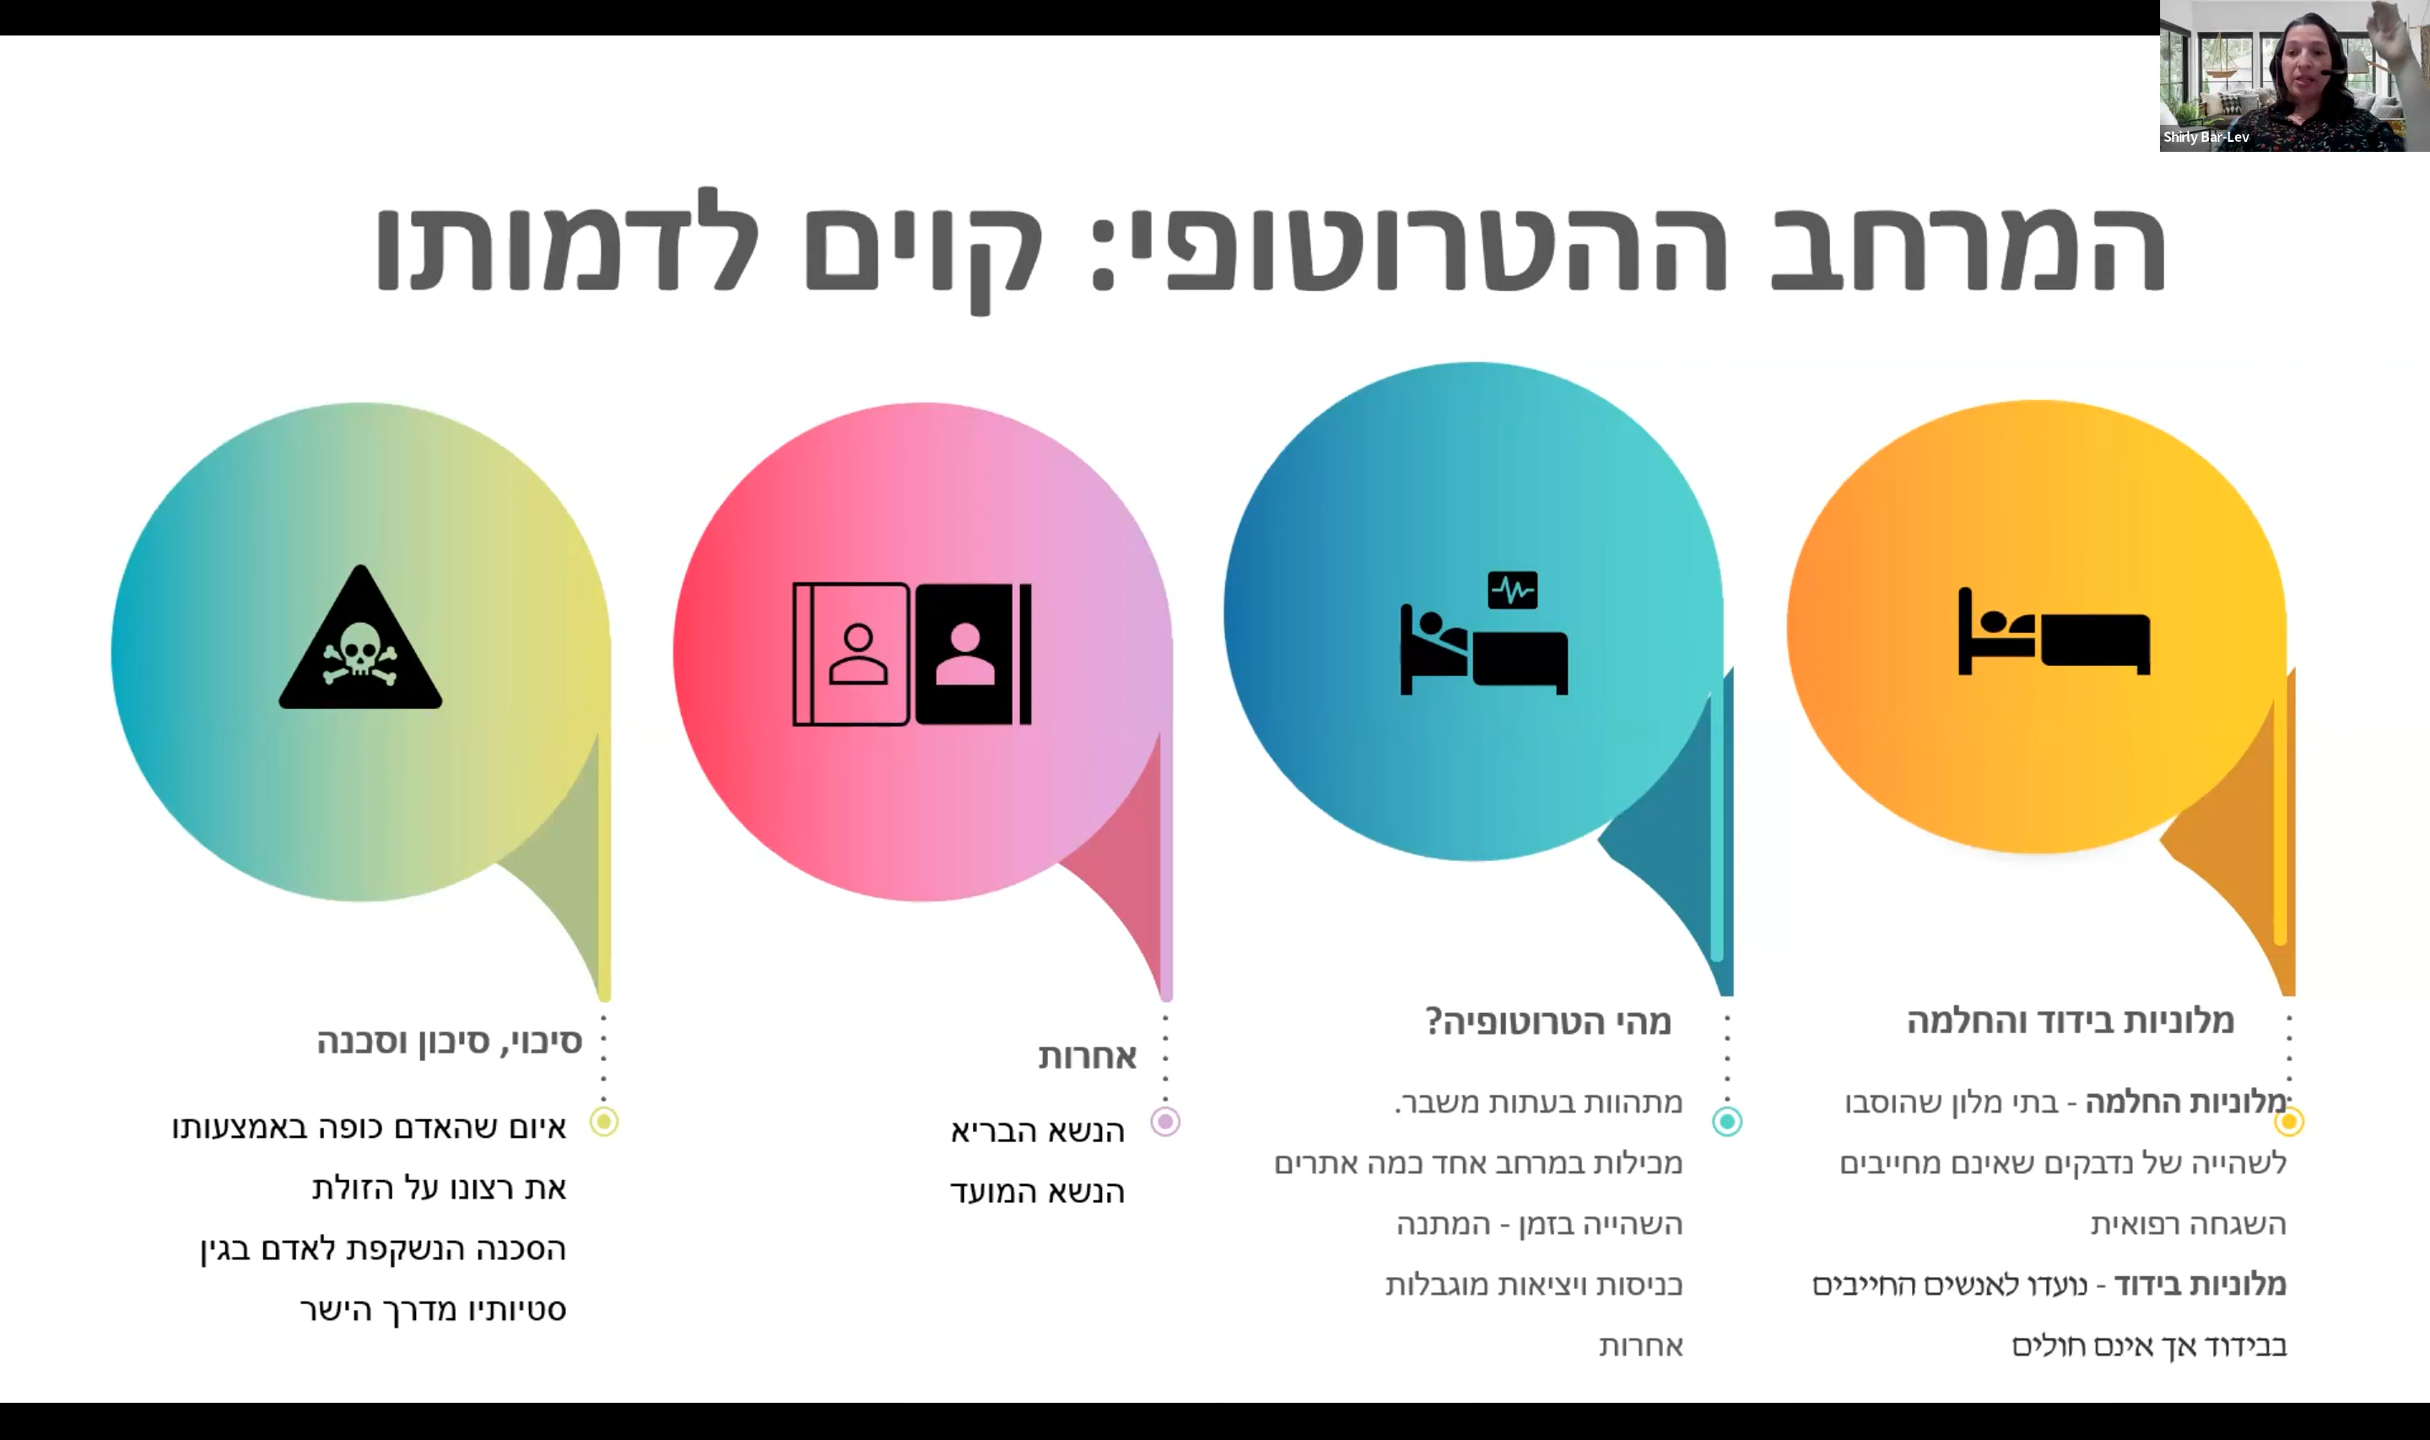 Shirly Bar-Lev
המרחב ההטרוטופי: קוים לדמותו
מלוניות בידוד והחלמה
מלוניות החלמה - בתי מלון שהוסבו
לשהייה של נדבקים שאינם מחייבים
השגחה רפואית
מלוניות בידוד - נועדו לאנשים החייבים
בבידוד אך אינם חולים
מהי הטרוטופיה?
מתהוות בעתות משבר.
מכילות במרחב אחד כמה אתרים
השהייה בזמן - המתנה
כניסות ויציאות מוגבלות
אחרות
אחרות
הנשא הבריא
הנשא המועד
סיכוי, סיכון וסכנה
איום שהאדם כופה באמצעותו
את רצונו על הזולת
הסכנה הנשקפת לאדם בגין
סטיותיו מדרך הישר